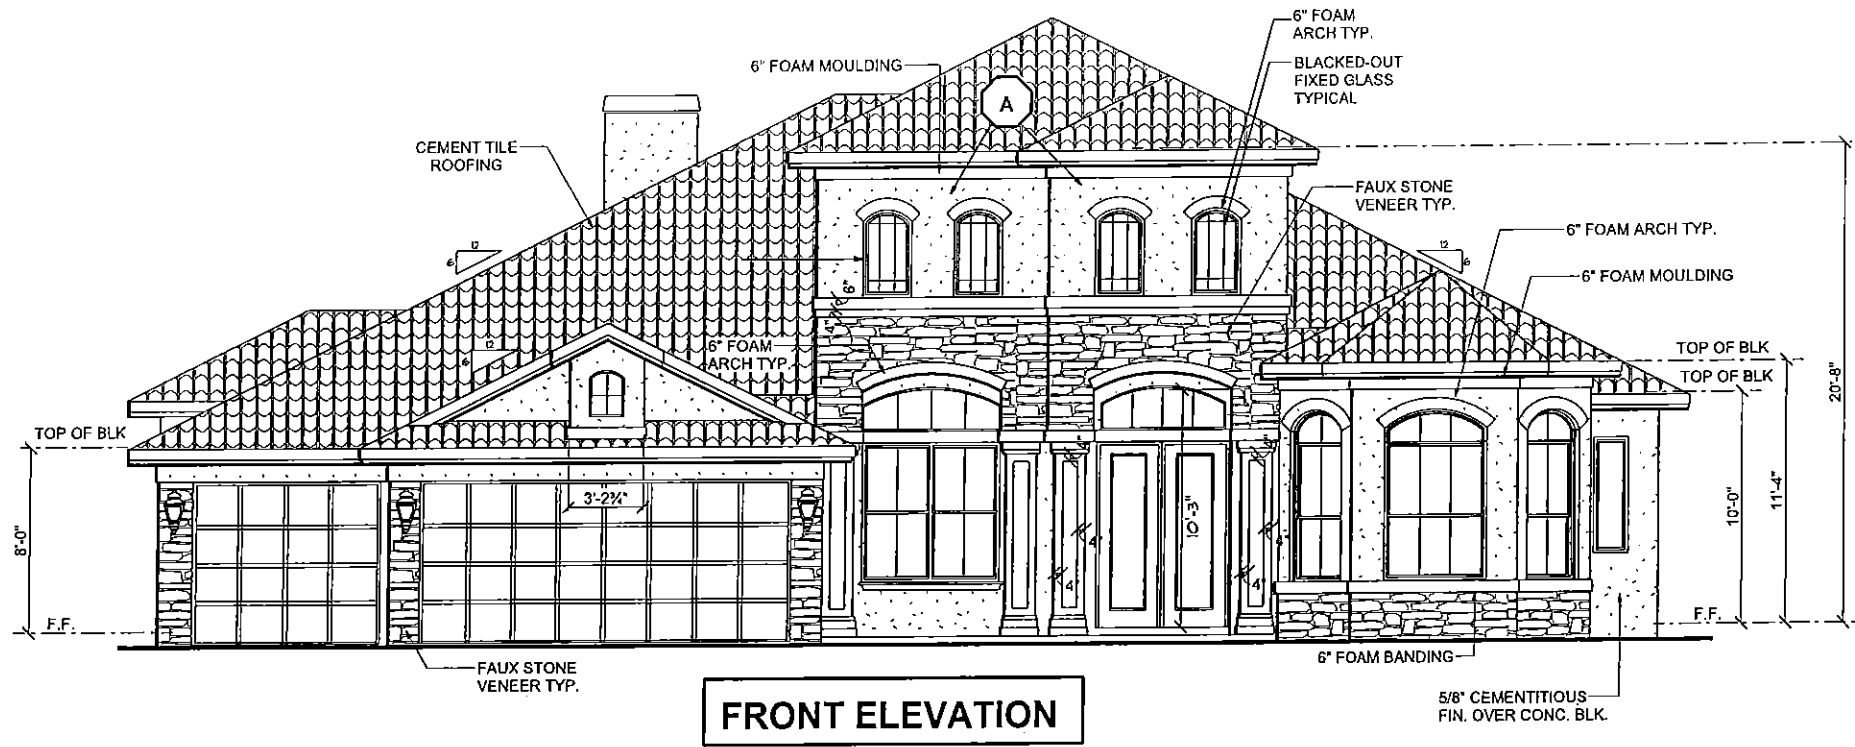 6" FOAM
ARCH TYP.
6" FOAM MOULDING
BLACKED-OUT
FIXED GLASS
TYPICAL
A
CEMENT TILE
ROOFING
FAUX STONE
VENEER TYP.
6" FOAM ARCH TYP.
12
6
12
6
6" FOAM MOULDING
6"
4"
12
6
6" FOAM
ARCH TYP.
TOP OF BLK
TOP OF BLK
20'-8"
TOP OF BLK
4"
4"
3'-2¾"
10'-3"
10'-0"
11'-4"
8'-0"
4"
4"
4"
4"
F.F.
F.F.
6" FOAM BANDING
FAUX STONE
VENEER TYP.
5/8" CEMENTITIOUS
FIN. OVER CONC. BLK.
FRONT ELEVATION